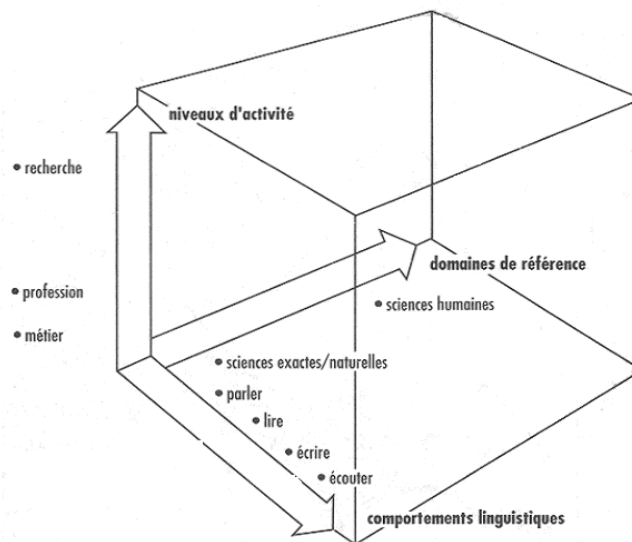 niveaux d'activité
• recherche
domaines de référence
• profession
• sciences humaines
• métier
• sciences exactes/naturelles
• parler
• lire
• écrire
• écouter
comportements linguistiques